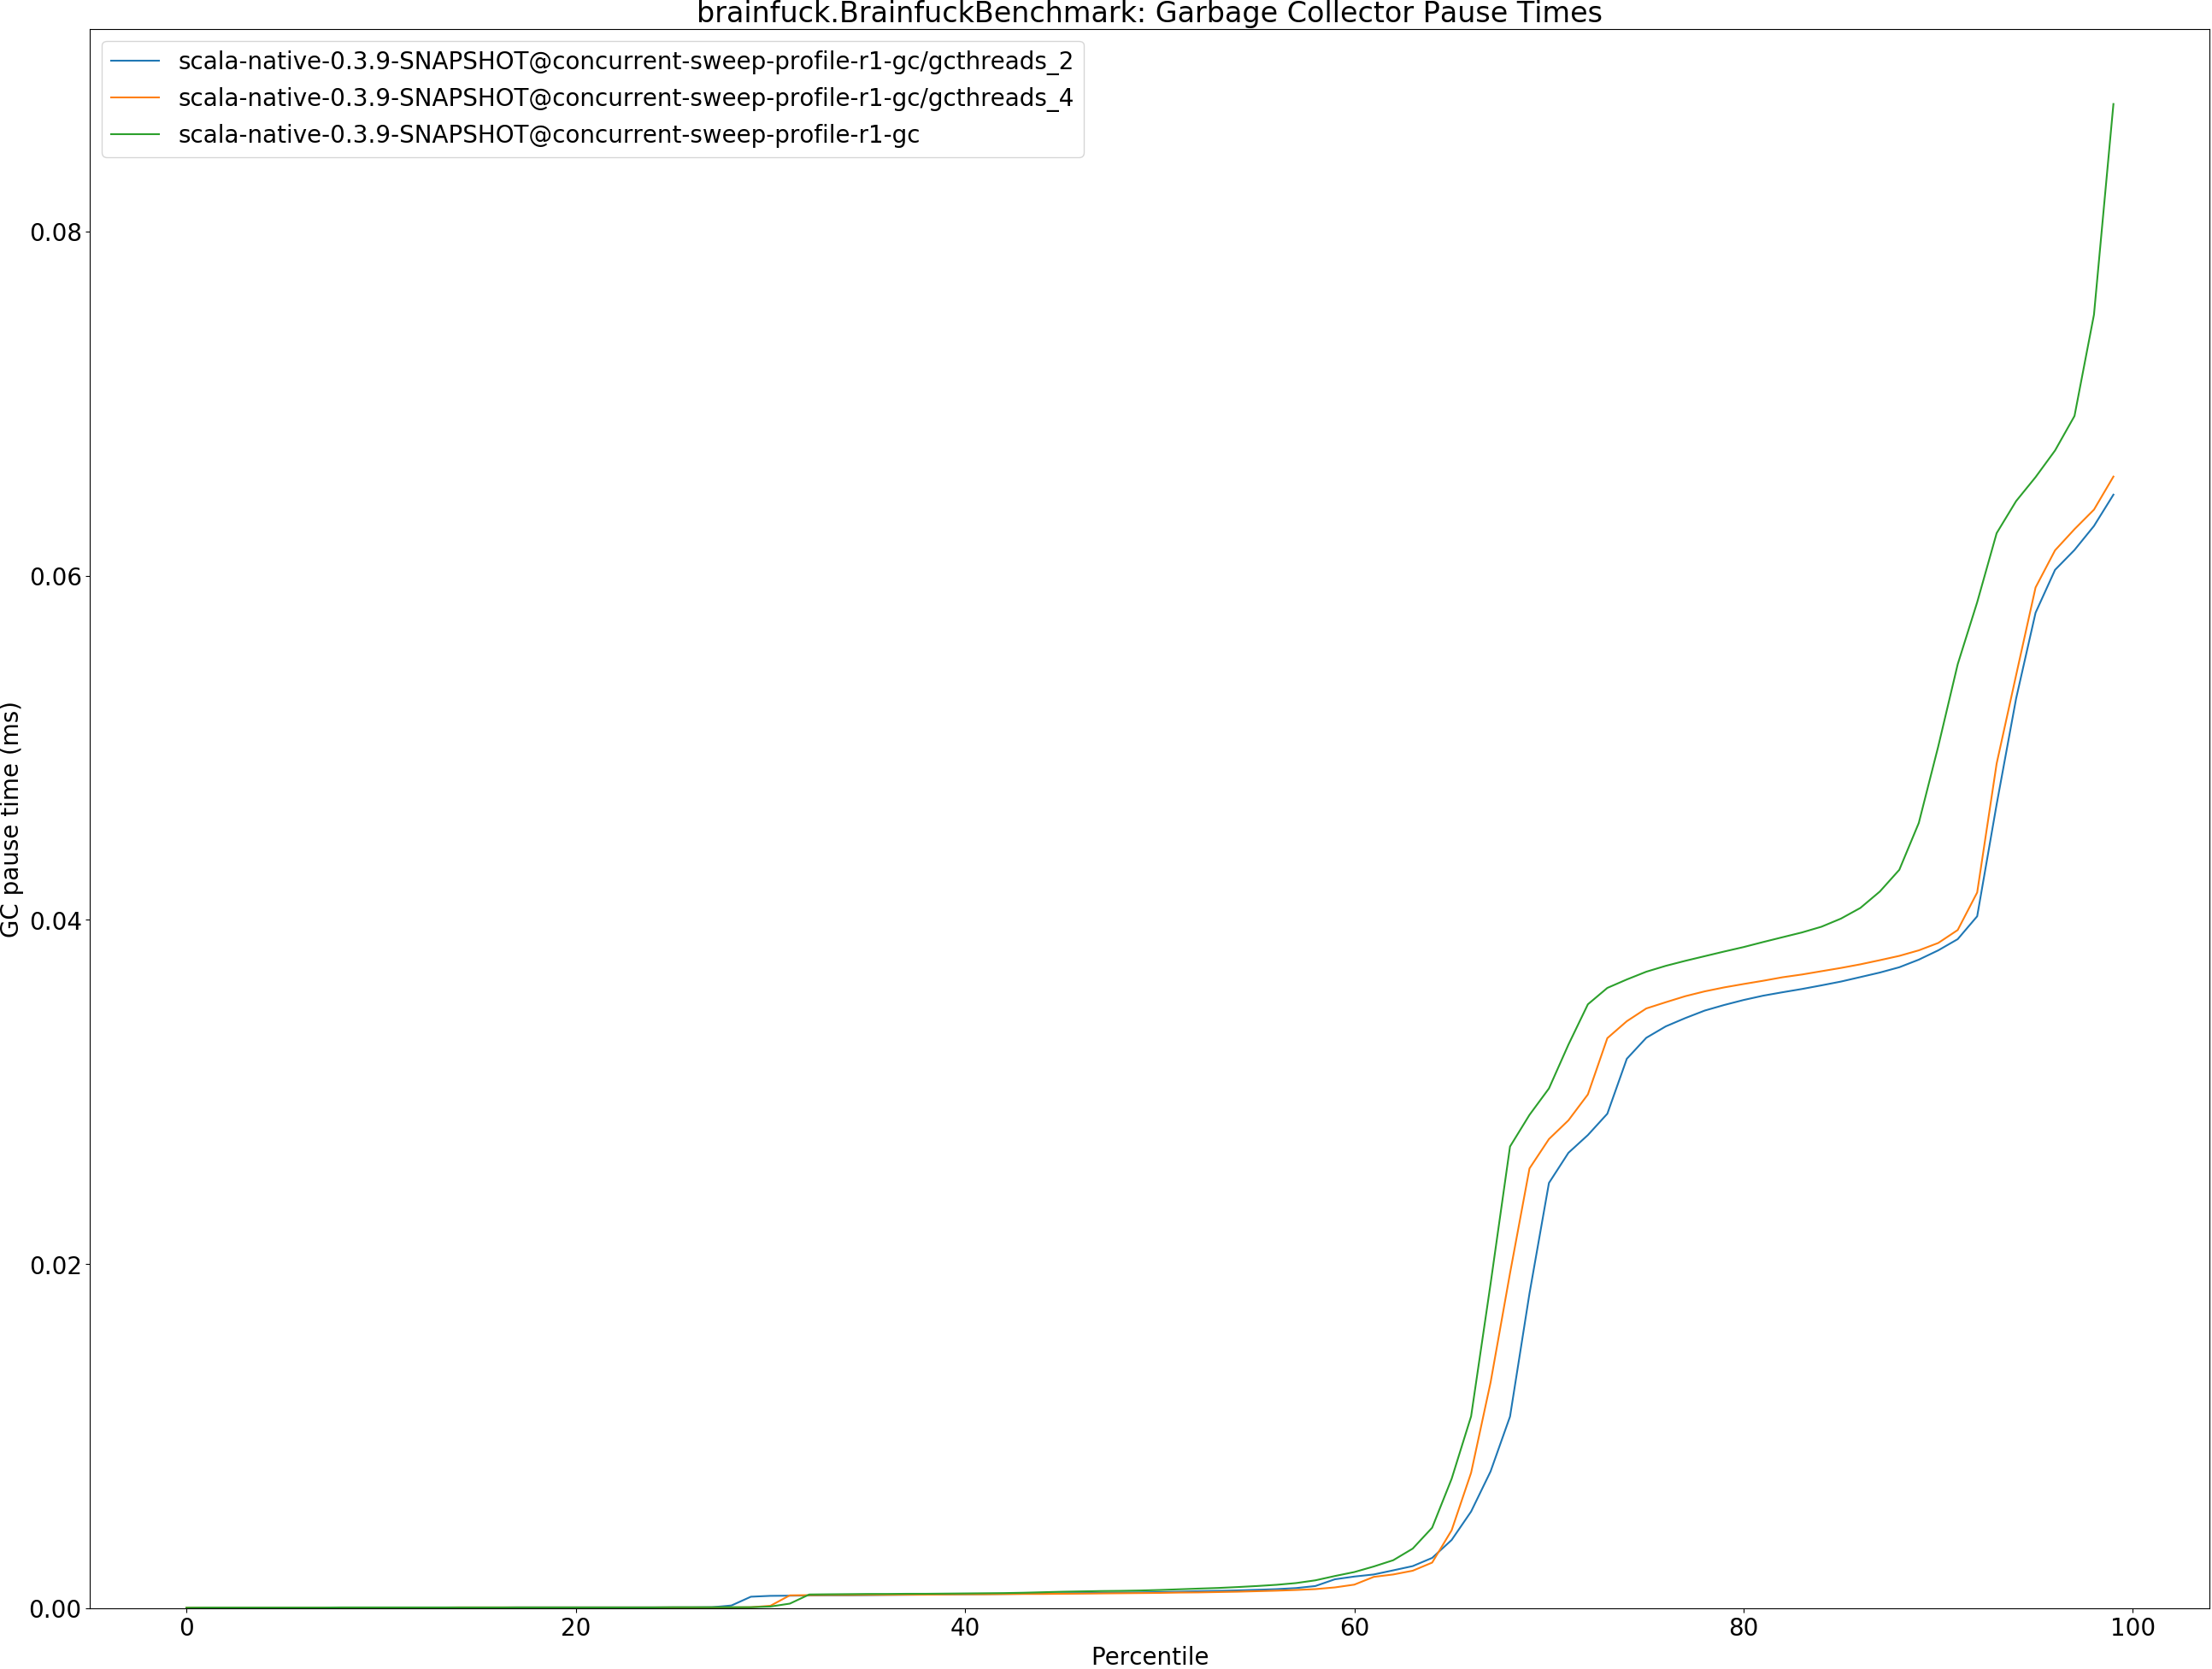 brainfuck.BrainfuckBenchmark: Garbage Collector Pause Times
scala-native-0.3.9-SNAPSHOT@concurrent-sweep-profile-r1-gc/gcthreads_2
scala-native-0.3.9-SNAPSHOT@concurrent-sweep-profile-r1-gc/gcthreads_4
scala-native-0.3.9-SNAPSHOT@concurrent-sweep-profile-r1-gc
GC pause time (ms)
0.08
0.06
0.04
0.02
0.00
0 20 40 60 80 100
Percentile